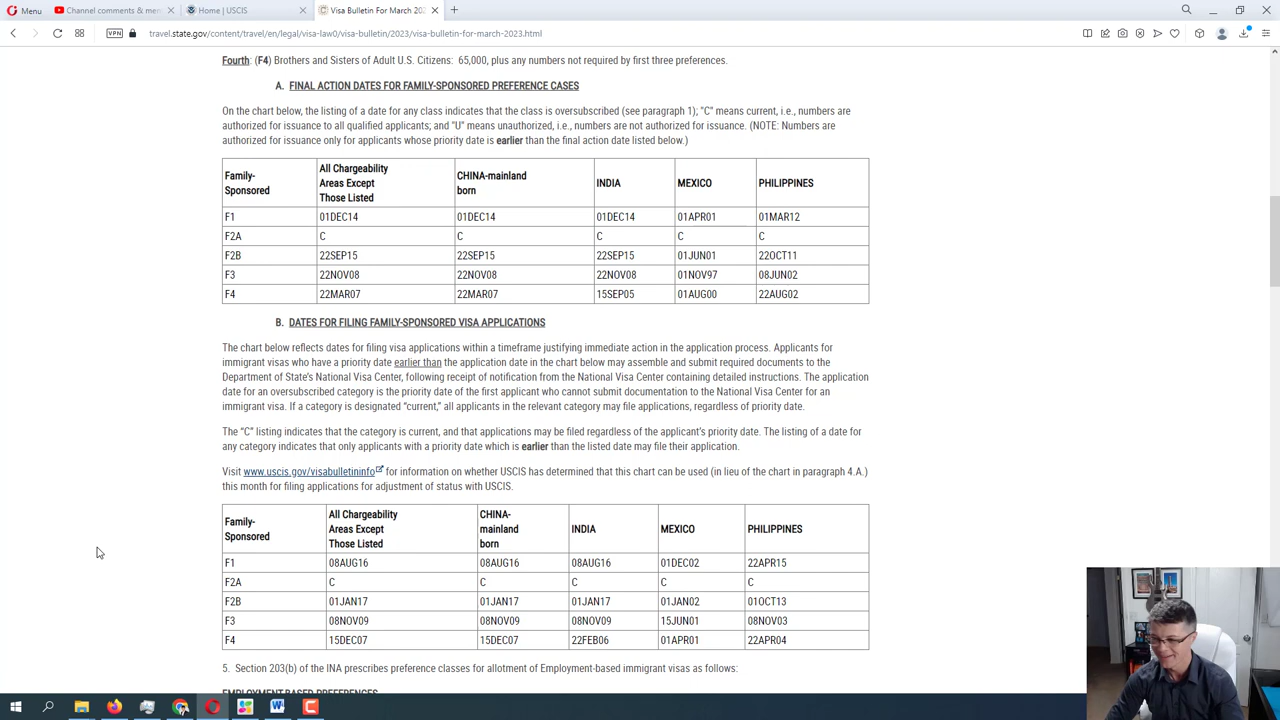 Menu
Channel comments & men
Home | USCIS
Visa Bulletin For March 202
VPN
travel.state.gov/content/travel/en/legal/visa-law0/visa-bulletin/2023/visa-bulletin-for-march-2023.html
Fourth: (F4) Brothers and Sisters of Adult U.S. Citizens: 65,000, plus any numbers not required by first three preferences.
A. FINAL ACTION DATES FOR FAMILY-SPONSORED PREFERENCE CASES
On the chart below, the listing of a date for any class indicates that the class is oversubscribed (see paragraph 1); "C" means current, i.e., numbers are
authorized for issuance to all qualified applicants; and "U" means unauthorized, i.e., numbers are not authorized for issuance. (NOTE: Numbers are
authorized for issuance only for applicants whose priority date is earlier than the final action date listed below.)
Family-Sponsored All Chargeability Areas Except Those Listed CHINA-mainland born INDIA MEXICO PHILIPPINES
F1 01DEC14 01DEC14 01DEC14 01APR01 01MAR12
F2A C C C C C
F2B 22SEP15 22SEP15 22SEP15 01JUN01 22OCT11
F3 22NOV08 22NOV08 22NOV08 01NOV97 08JUN02
F4 22MAR07 22MAR07 15SEP05 01AUG00 22AUG02
B. DATES FOR FILING FAMILY-SPONSORED VISA APPLICATIONS
The chart below reflects dates for filing visa applications within a timeframe justifying immediate action in the application process. Applicants for
immigrant visas who have a priority date earlier than the application date in the chart below may assemble and submit required documents to the
Department of State's National Visa Center, following receipt of notification from the National Visa Center containing detailed instructions. The application
date for an oversubscribed category is the priority date of the first applicant who cannot submit documentation to the National Visa Center for an
immigrant visa. If a category is designated "current," all applicants in the relevant category may file applications, regardless of priority date.
The "C" listing indicates that the category is current, and that applications may be filed regardless of the applicant's priority date. The listing of a date for
any category indicates that only applicants with a priority date which is earlier than the listed date may file their application.
Visit www.uscis.gov/visabulletininfo for information on whether USCIS has determined that this chart can be used (in lieu of the chart in paragraph 4.A.)
this month for filing applications for adjustment of status with USCIS.
Family-Sponsored All Chargeability Areas Except Those Listed CHINA-mainland born INDIA MEXICO PHILIPPINES
F1 08AUG16 08AUG16 08AUG16 01DEC02 22APR15
F2A C C C C C
F2B 01JAN17 01JAN17 01JAN17 01JAN02 01OCT13
F3 08NOV09 08NOV09 08NOV09 15JUN01 08NOV03
F4 15DEC07 15DEC07 22FEB06 01APR01 22APR04
5. Section 203(b) of the INA prescribes preference classes for allotment of Employment-based immigrant visas as follows:
EMPLOYMENT-BASED PREFERENCES